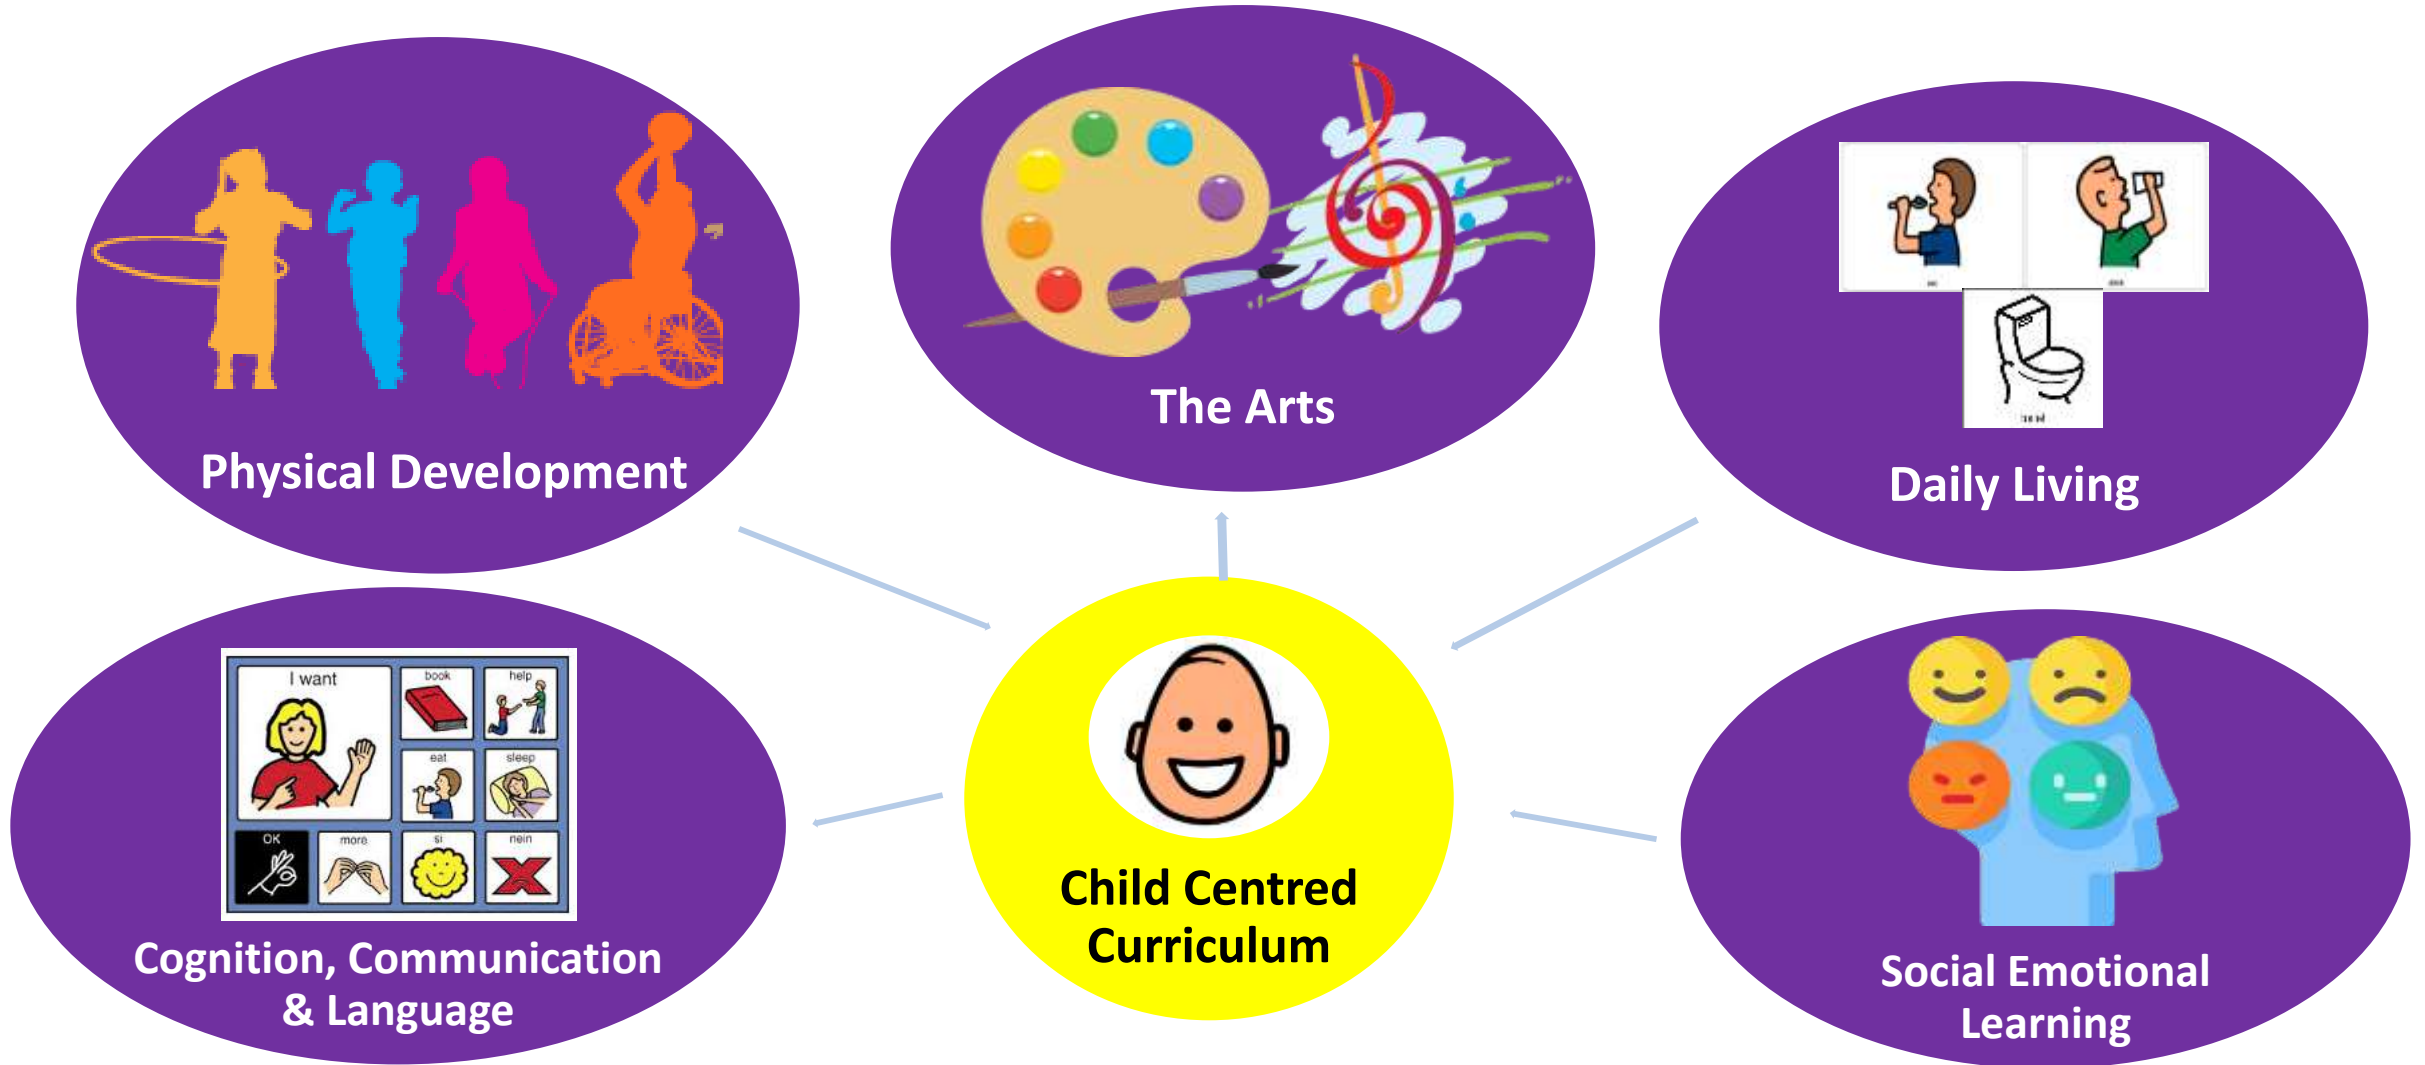 The Arts
Physical Development
Daily Living
I want
book
help
eat
sleep
OK
more
si
nein
Cognition, Communication
& Language
Child Centred
Curriculum
Social Emotional
Learning